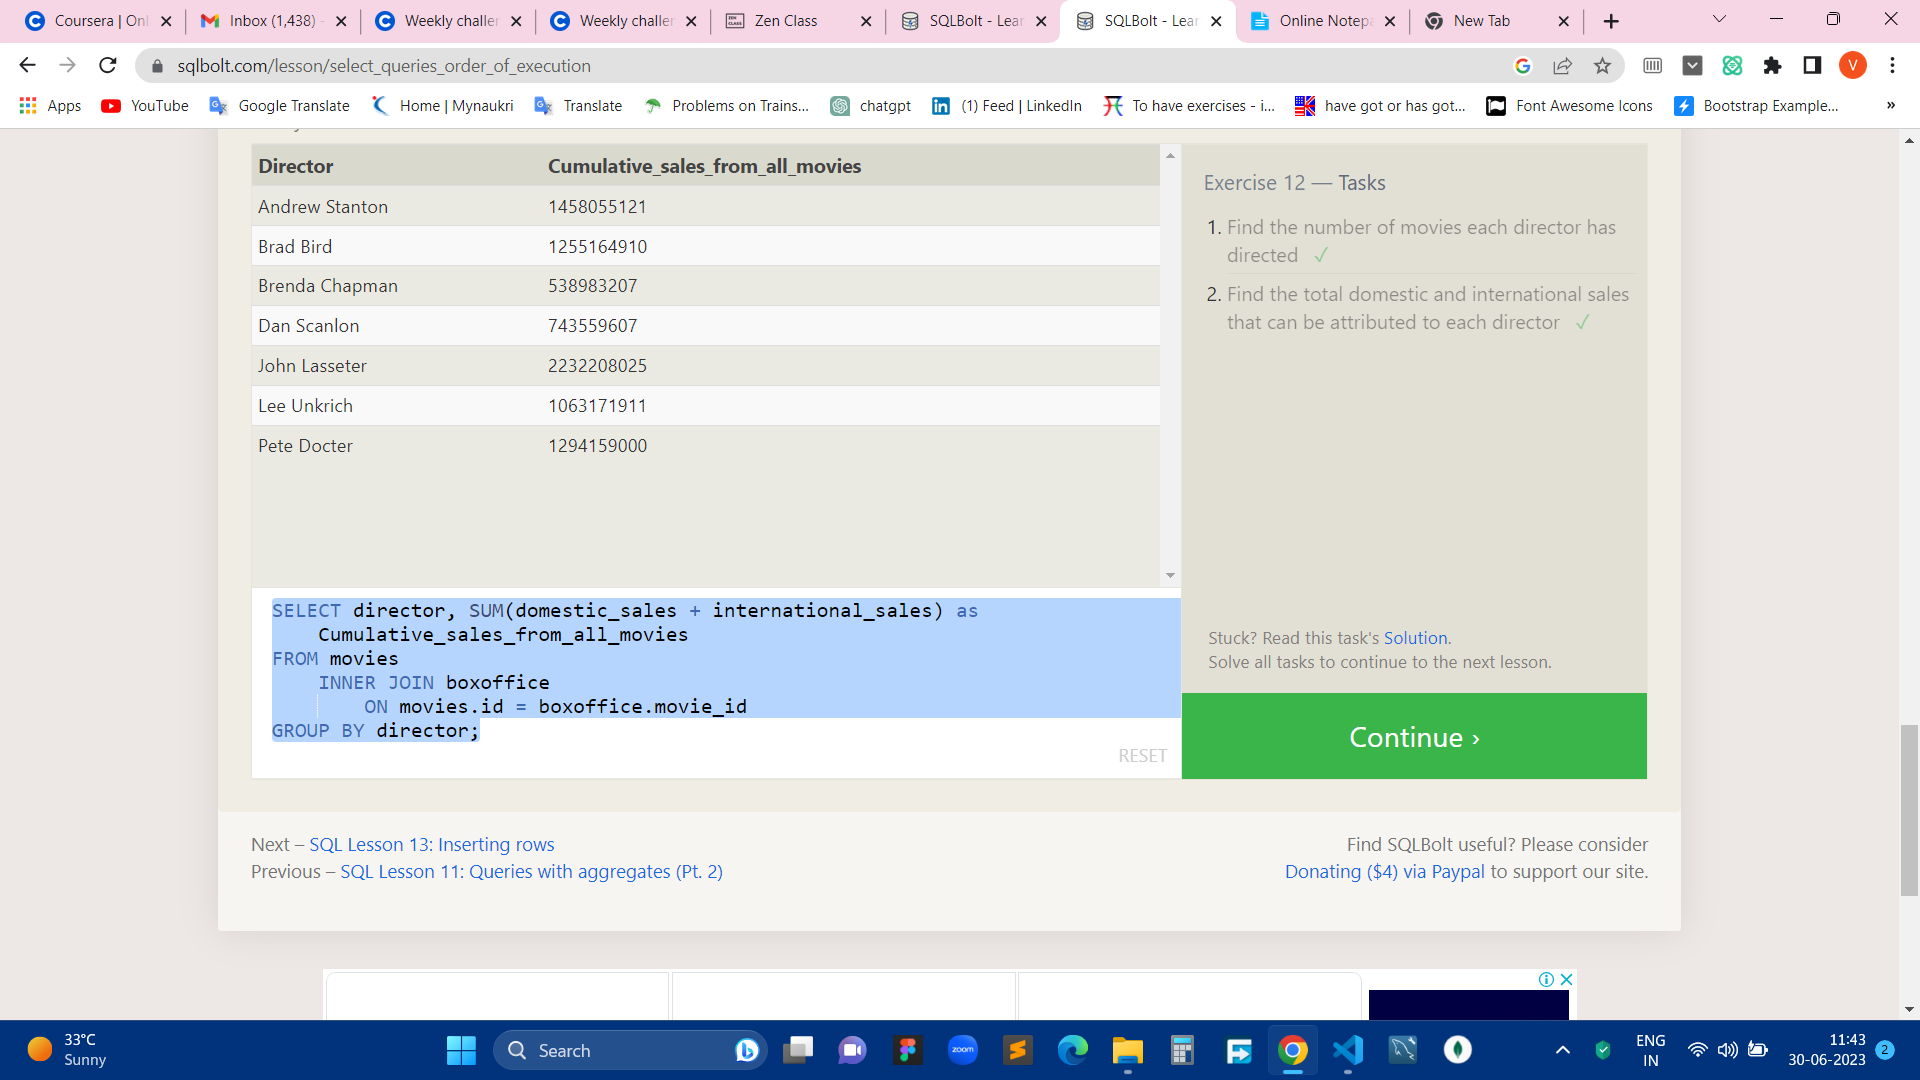 Coursera | Onl
Inbox (1,438) -
Weekly challer
Weekly challer
Zen Class
SQLBolt - Lear
SQLBolt - Lear
Online Notepa
New Tab
sqlbolt.com/lesson/select_queries_order_of_execution
V
Apps
YouTube
Google Translate
Home | Mynaukri
Translate
Problems on Trains...
chatgpt
(1) Feed | LinkedIn
To have exercises - i...
have got or has got...
Font Awesome Icons
Bootstrap Example...
»
Director Cumulative_sales_from_all_movies
Andrew Stanton 1458055121
Brad Bird 1255164910
Brenda Chapman 538983207
Dan Scanlon 743559607
John Lasseter 2232208025
Lee Unkrich 1063171911
Pete Docter 1294159000
SELECT director, SUM(domestic_sales + international_sales) as
Cumulative_sales_from_all_movies
FROM movies
INNER JOIN boxoffice
ON movies.id = boxoffice.movie_id
GROUP BY director;
RESET
Exercise 12 — Tasks
1. Find the number of movies each director has
directed ✓
2. Find the total domestic and international sales
that can be attributed to each director ✓
Stuck? Read this task's Solution.
Solve all tasks to continue to the next lesson.
Continue ›
Next – SQL Lesson 13: Inserting rows
Previous – SQL Lesson 11: Queries with aggregates (Pt. 2)
Find SQLBolt useful? Please consider
Donating ($4) via Paypal to support our site.
33°C
Sunny
Search
zoom
ENG
IN
11:43
30-06-2023
2